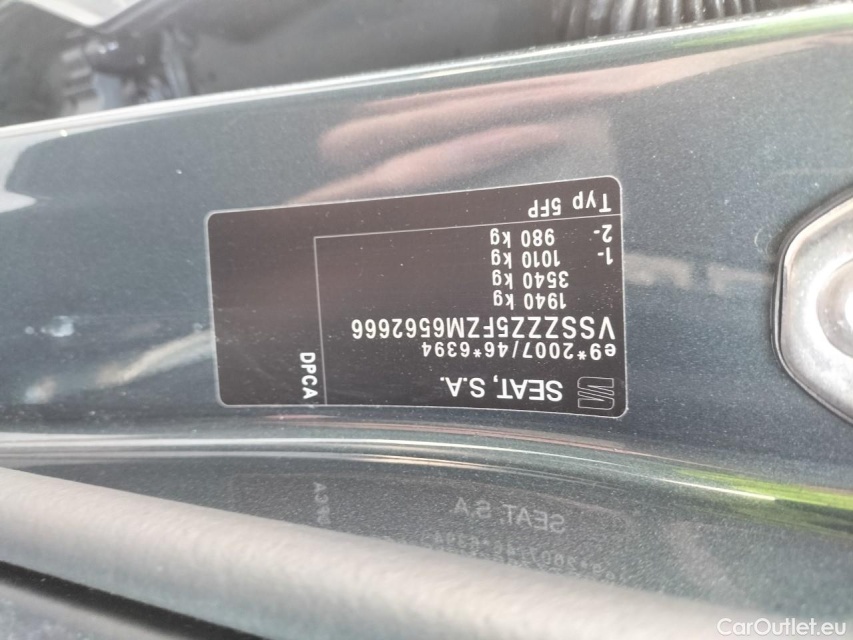 SEAT, S.A.
e9*2007/46*6394
VSSZZZ5FZM6562666
1940 kg
3540 kg
1- 1010 kg
2- 980 kg
Typ 5FP
DPCA
SEAT, S.A
CarOutlet.eu